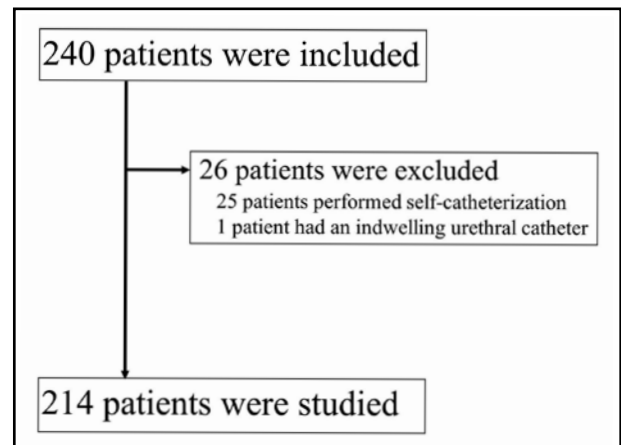 240 patients were included
26 patients were excluded
25 patients performed self-catheterization
1 patient had an indwelling urethral catheter
214 patients were studied